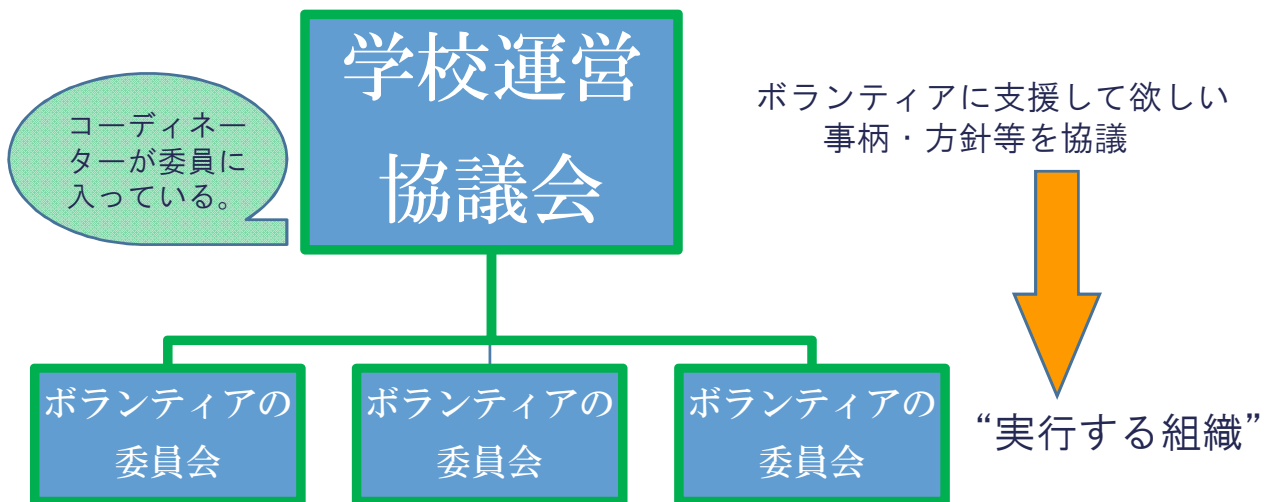 学校運営
協議会
コーディネー
ターが委員に
入っている。
ボランティアに支援して欲しい
事柄・方針等を協議
ボランティアの
委員会
ボランティアの
委員会
ボランティアの
委員会
“実行する組織”